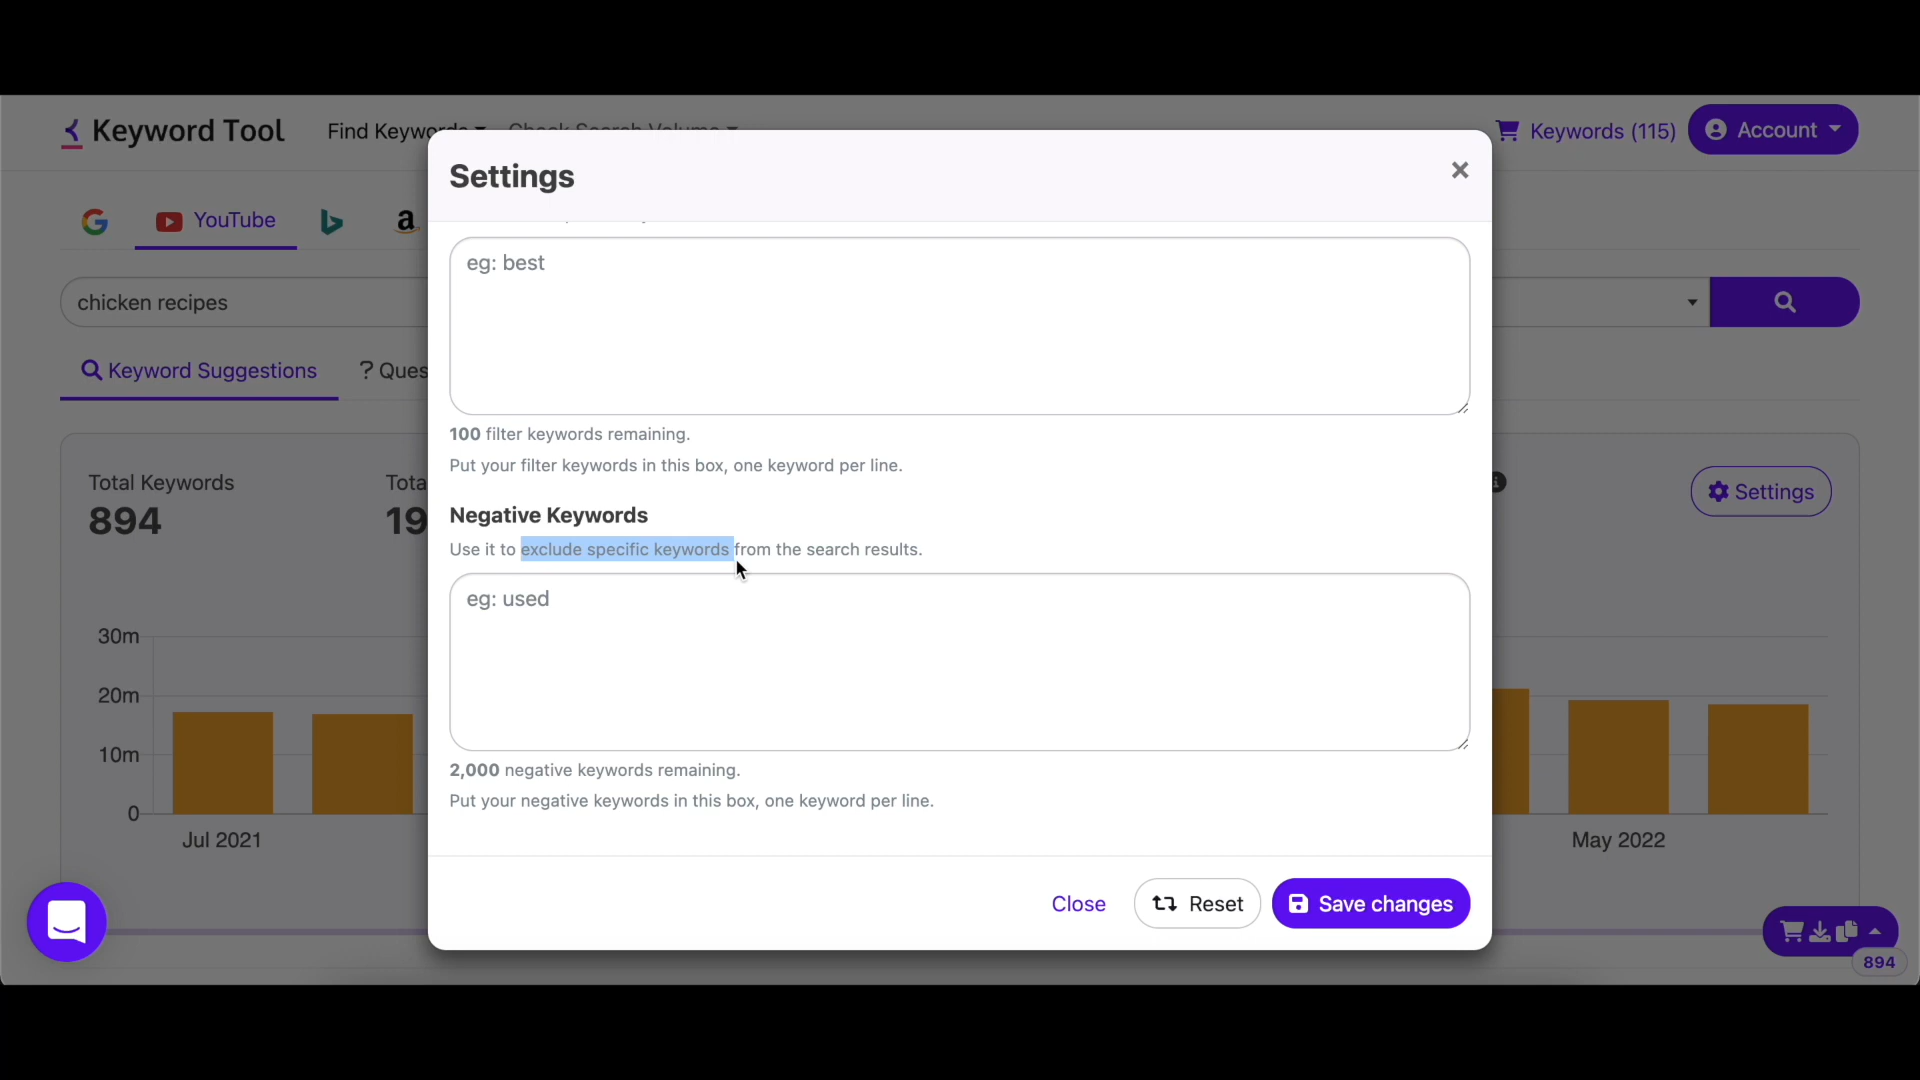 Keyword Tool
Find Keywords
Check Search Volume
Keywords (115)
Account
Settings
YouTube
eg: best
chicken recipes
Keyword Suggestions
? Ques
100 filter keywords remaining.
Put your filter keywords in this box, one keyword per line.
Total Keywords
894
Tota
19
Settings
Negative Keywords
Use it to exclude specific keywords from the search results.
eg: used
30m
20m
10m
0
Jul 2021
May 2022
2,000 negative keywords remaining.
Put your negative keywords in this box, one keyword per line.
Close
Reset
Save changes
894